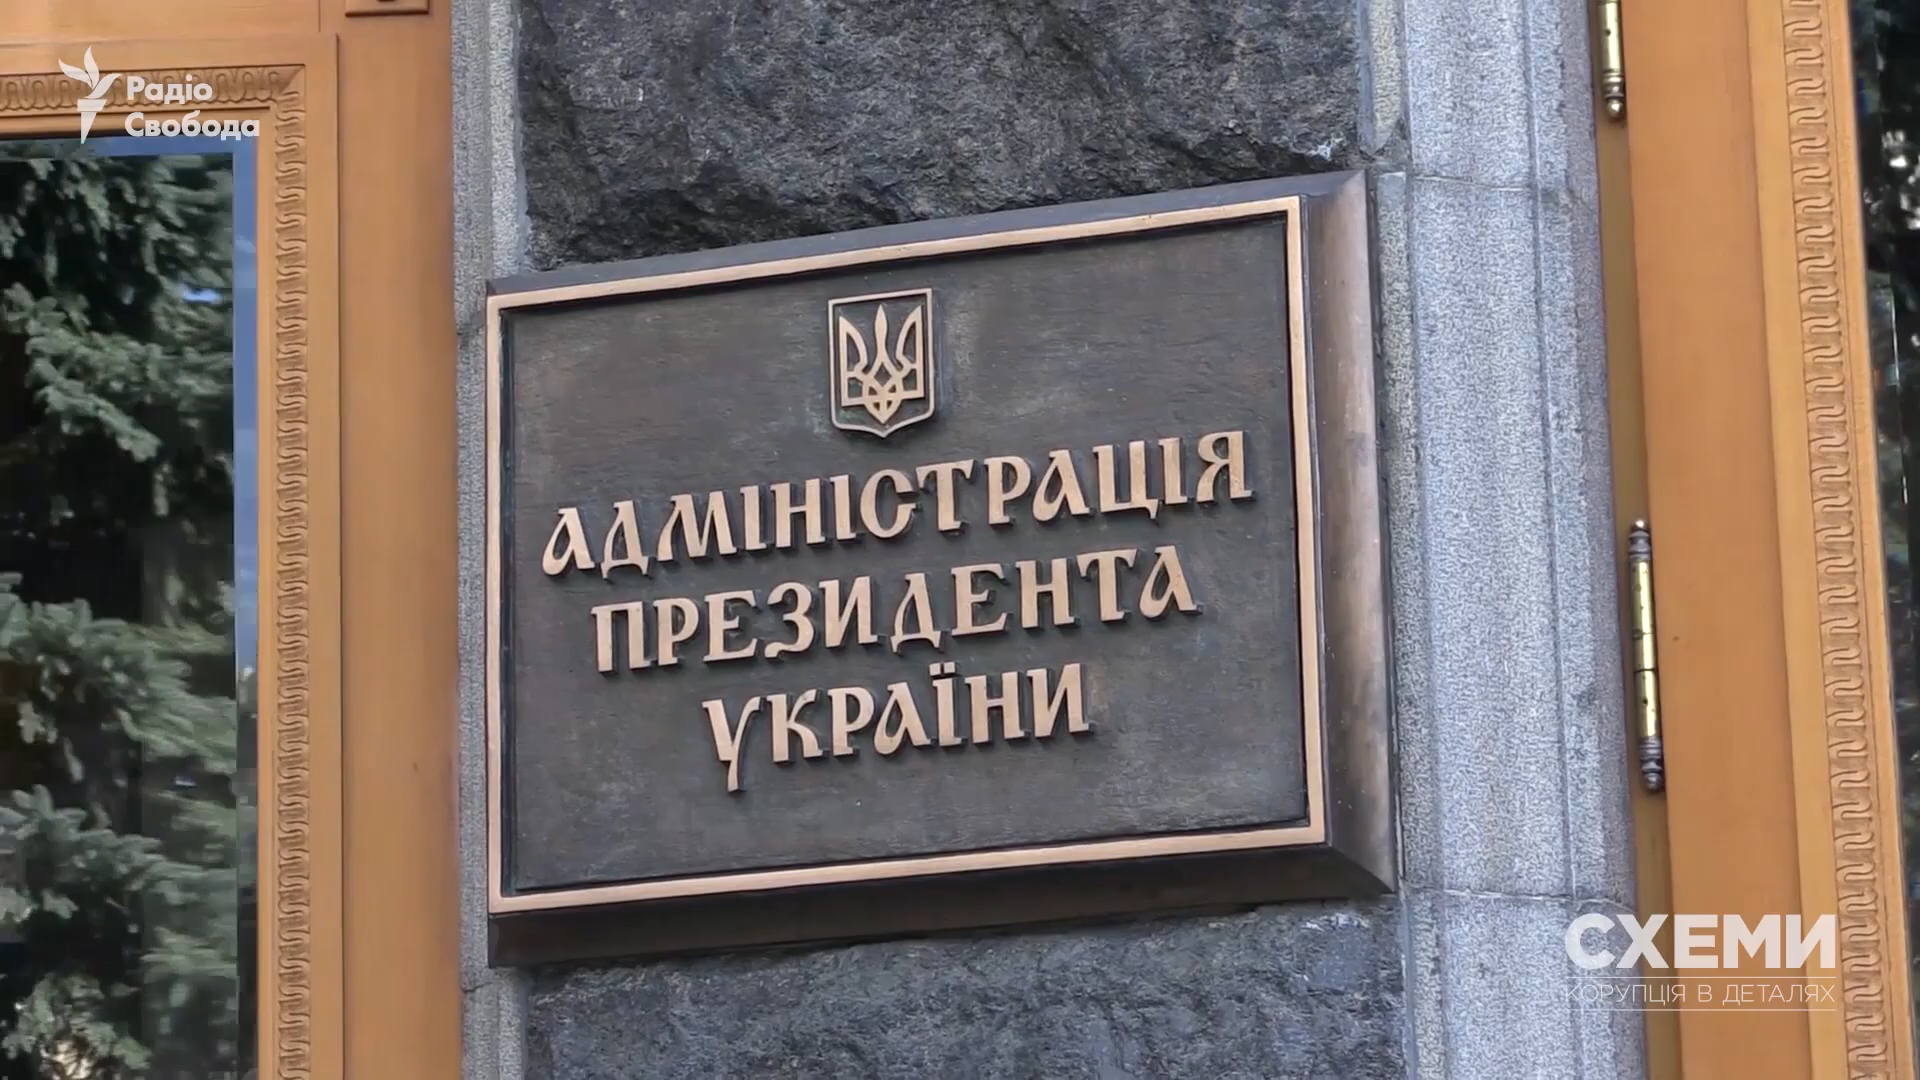 Радіо
Свобода
АДМІНІСТРАЦІЯ
ПРЕЗИДЕНТА
УКРАЇНИ
СХЕМИ
КОРУПЦІЯ В ДЕТАЛЯХ